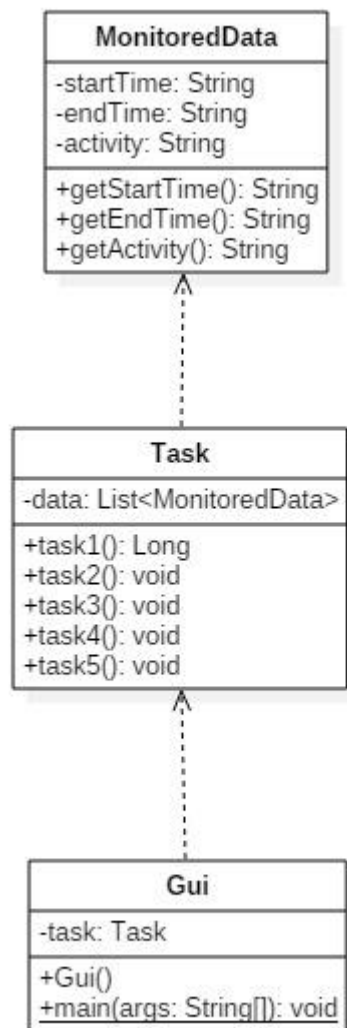 MonitoredData
-startTime: String
-endTime: String
-activity: String
+getStartTime(): String
+getEndTime(): String
+getActivity(): String
Task
-data: List<MonitoredData>
+task1(): Long
+task2(): void
+task3(): void
+task4(): void
+task5(): void
Gui
-task: Task
+Gui()
+main(args: String[]): void